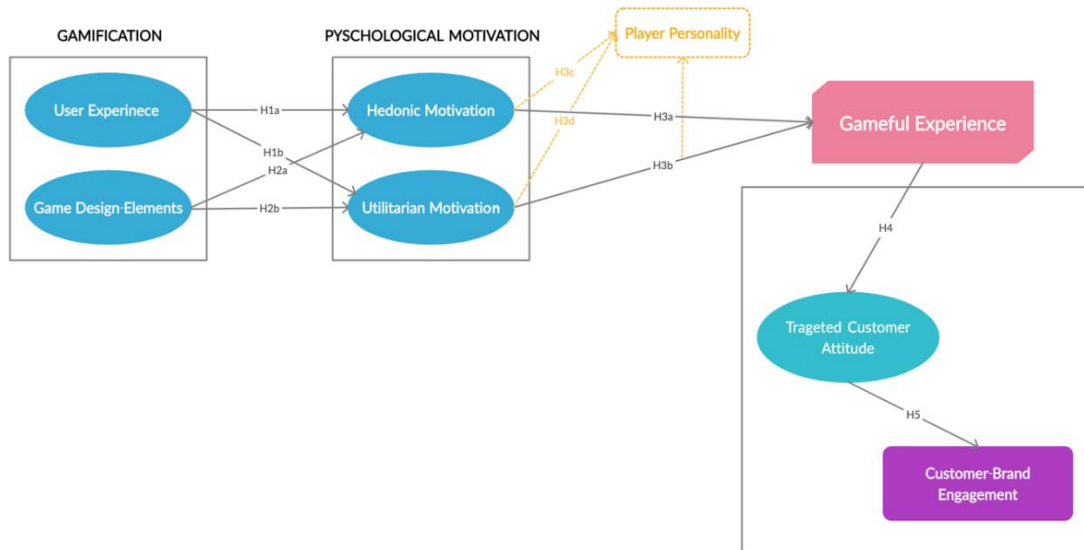 GAMIFICATION
PYSCHOLOGICAL MOTIVATION
Player Personality
User Experinece
H1a
Hedonic Motivation
H3c
H3d
H3a
Gameful Experience
H1b
H2a
H3b
Game Design-Elements
H2b
Utilitarian Motivation
H4
Trageted Customer
Attitude
H5
Customer-Brand
Engagement